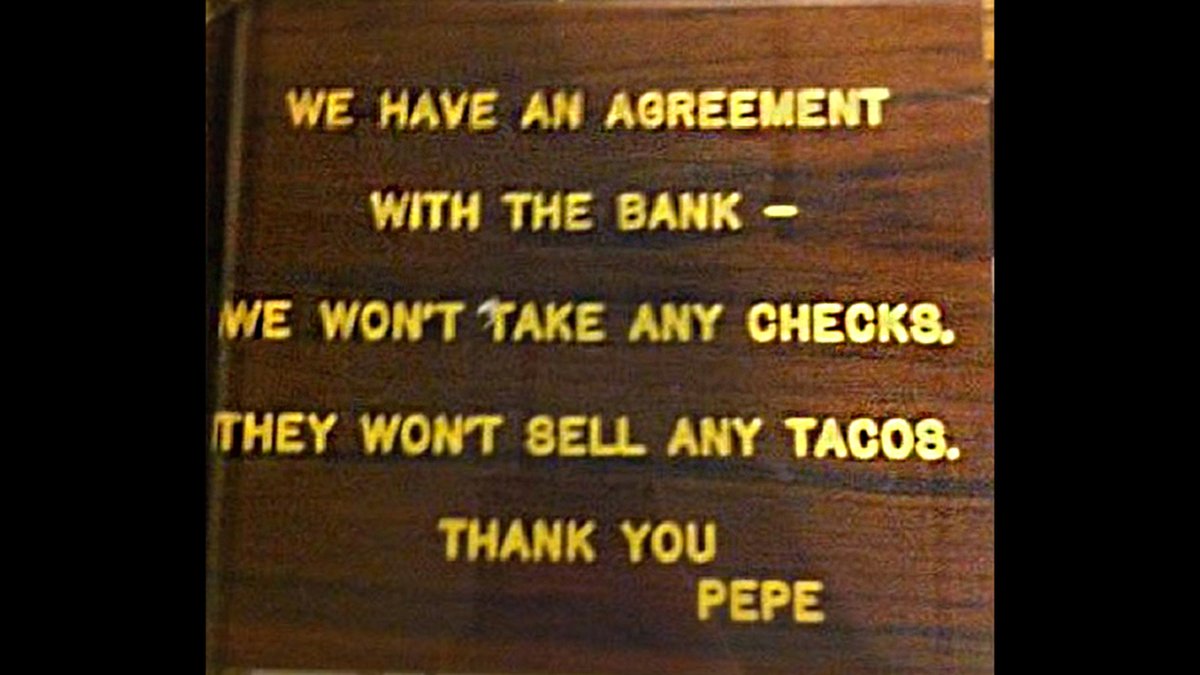 WE HAVE AN AGREEMENT
WITH THE BANK –
WE WON'T TAKE ANY CHECKS.
THEY WON'T SELL ANY TACOS.
THANK YOU
PEPE